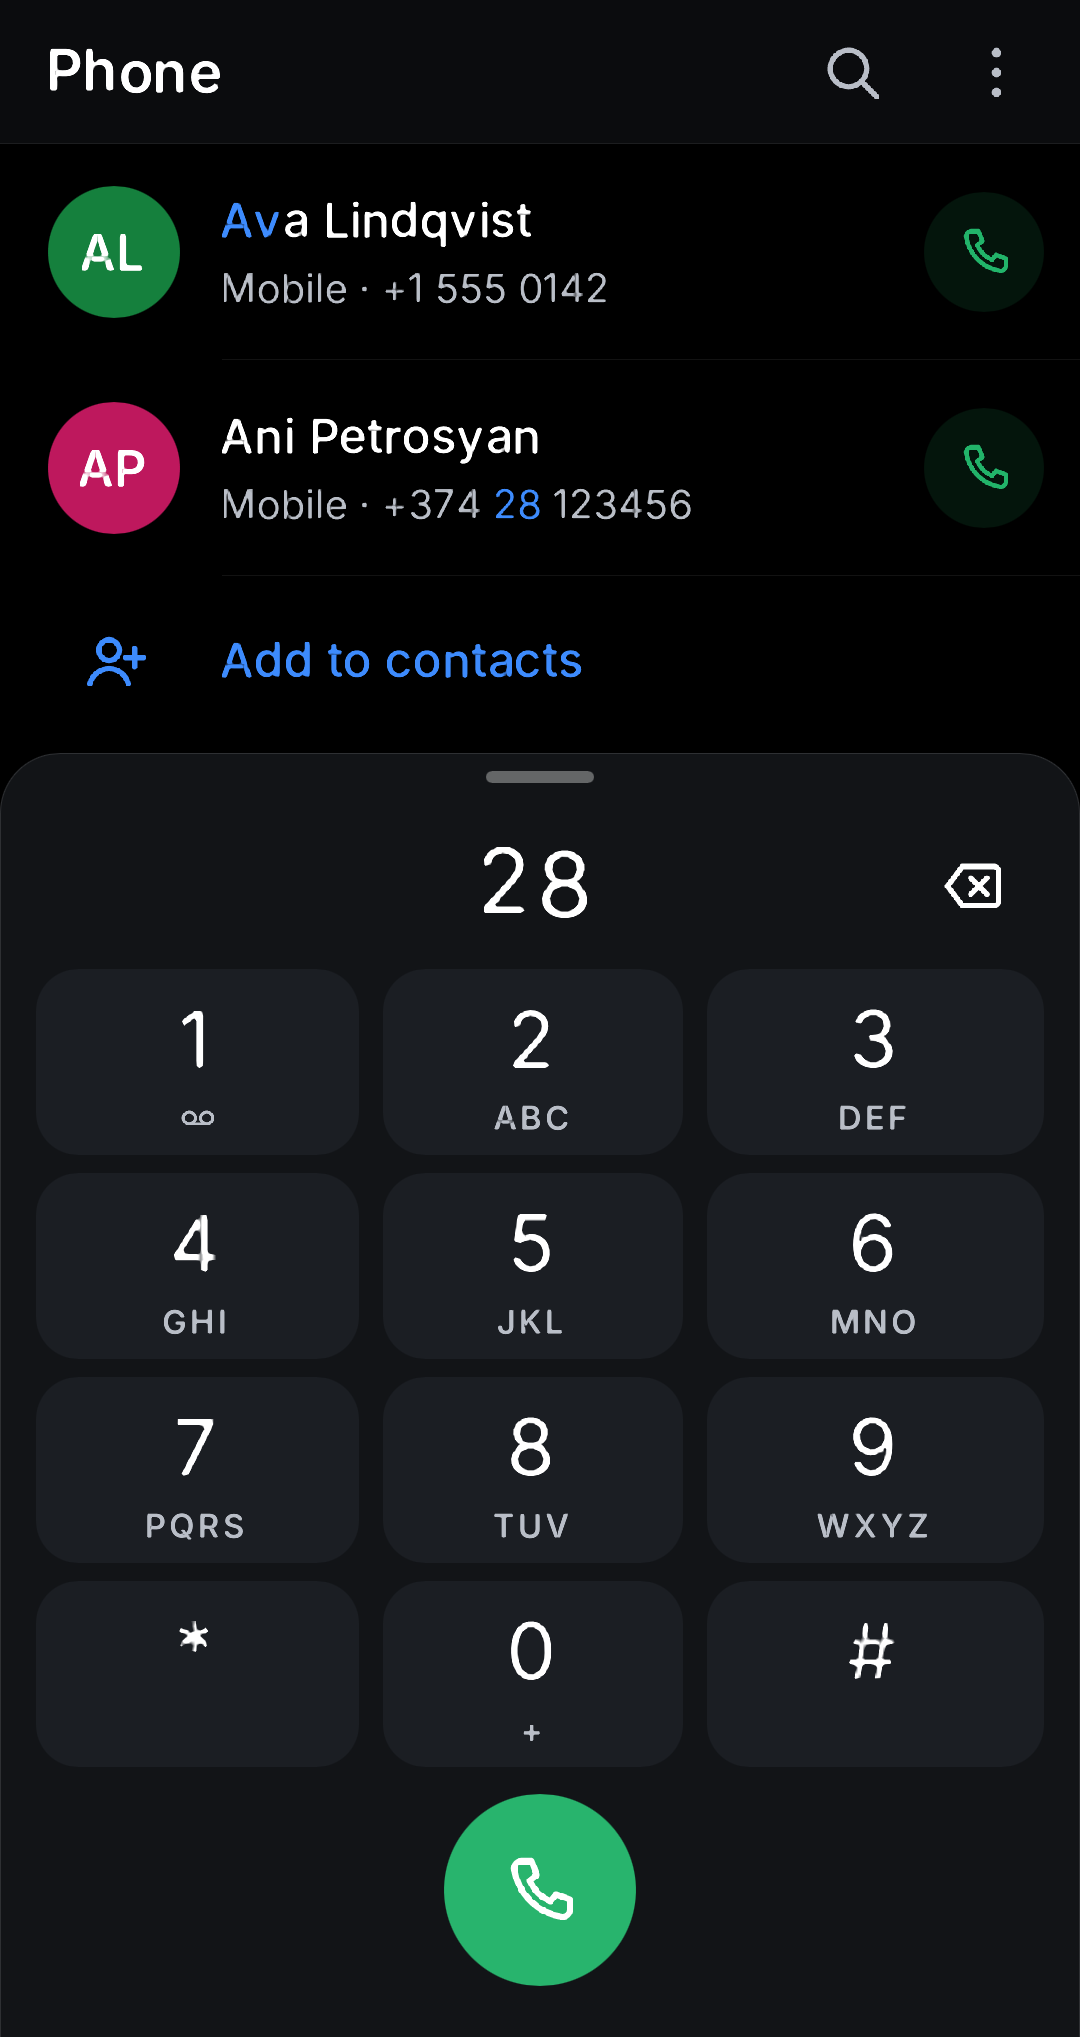 Phone
AL
Ava Lindqvist
Mobile · +1 555 0142
AP
Ani Petrosyan
Mobile · +374 28 123456
Add to contacts
28
1 2 3
ABC DEF
4 5 6
GHI JKL MNO
7 8 9
PQRS TUV WXYZ
* 0 #
+